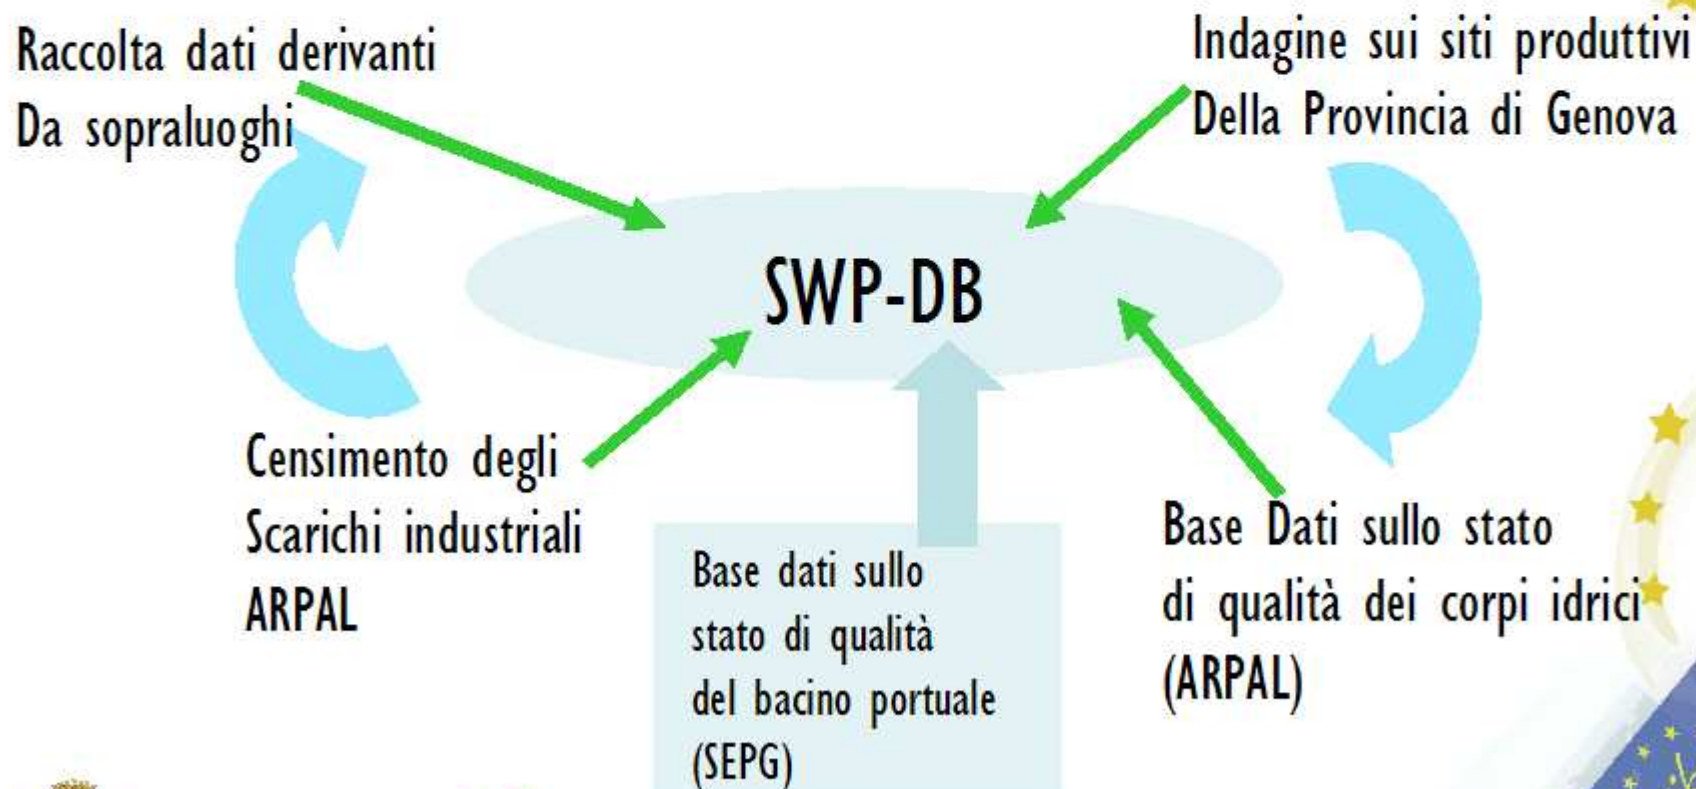 Raccolta dati derivanti
Da sopraluoghi
Indagine sui siti produttivi
Della Provincia di Genova
SWP-DB
Censimento degli
Scarichi industriali
ARPAL
Base dati sullo
stato di qualità
del bacino portuale
(SEPG)
Base Dati sullo stato
di qualità dei corpi idrici
(ARPAL)